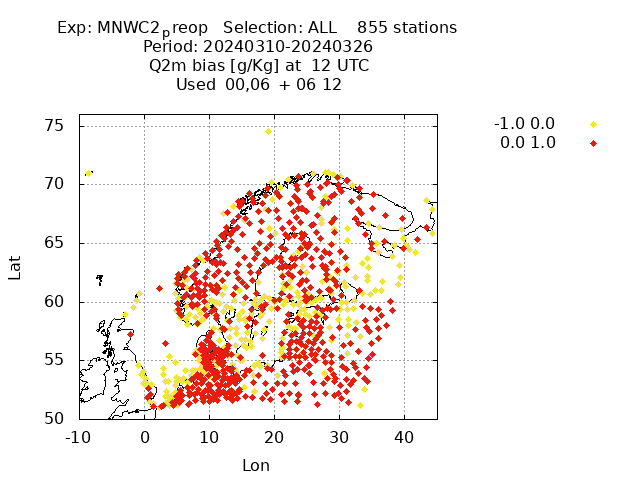 Exp: MNWC2preop Selection: ALL 855 stations
Period: 20240310-20240326
Q2m bias [g/Kg] at 12 UTC
Used 00,06 + 06 12
-1.0 0.0
0.0 1.0
75
70
65
60
55
50
Lat
-10 0 10 20 30 40
Lon